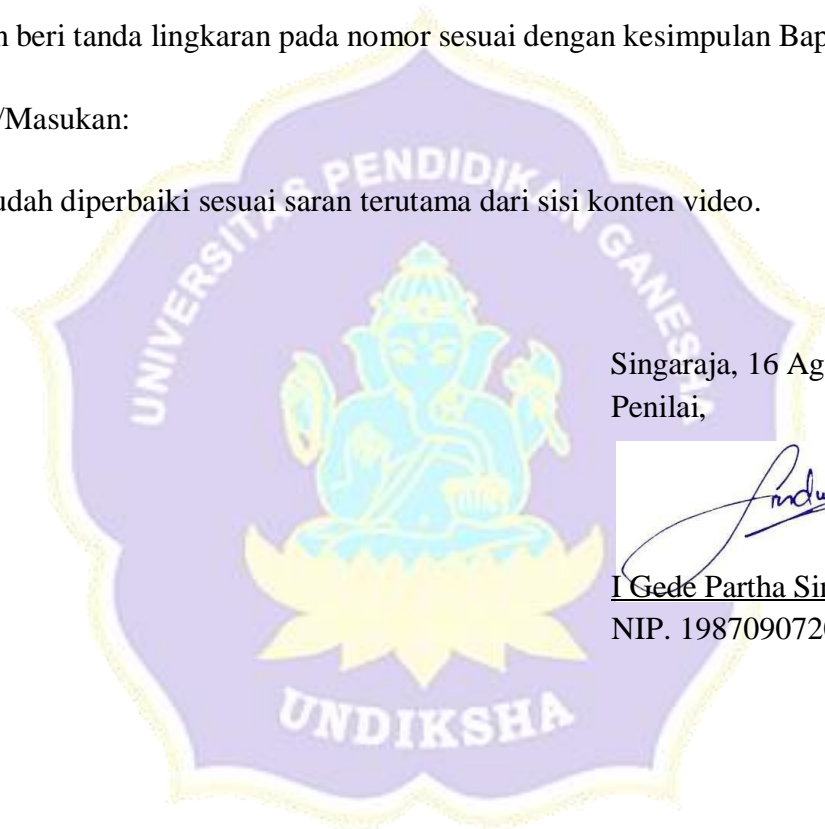 n beri tanda lingkaran pada nomor sesuai dengan kesimpulan Bap
/Masukan:
udah diperbaiki sesuai saran terutama dari sisi konten video.
UNIVERSITAS PENDIDIKAN GANESHA
Singaraja, 16 Ag
Penilai,
I Gede Partha Sin
NIP. 1987090720
UNDIKSHA